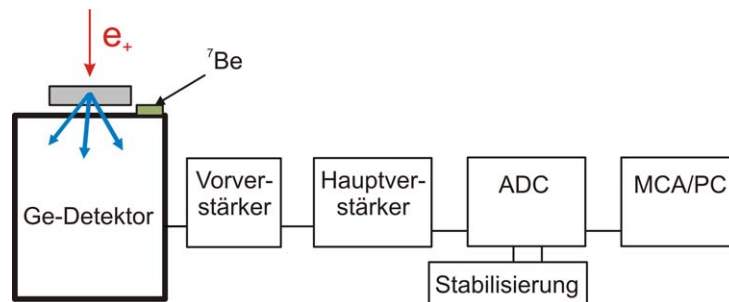 e+
⁷Be
Ge-Detektor
Vorver-
stärker
Hauptver-
stärker
ADC
MCA/PC
Stabilisierung